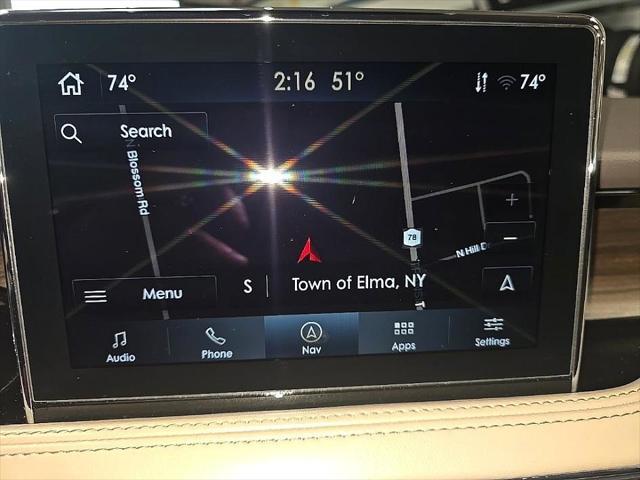 74° 2:16 51° 74°
Search
N Blossom Rd
78
N Hill D
Menu
S Town of Elma, NY
Audio Phone Nav Apps Settings